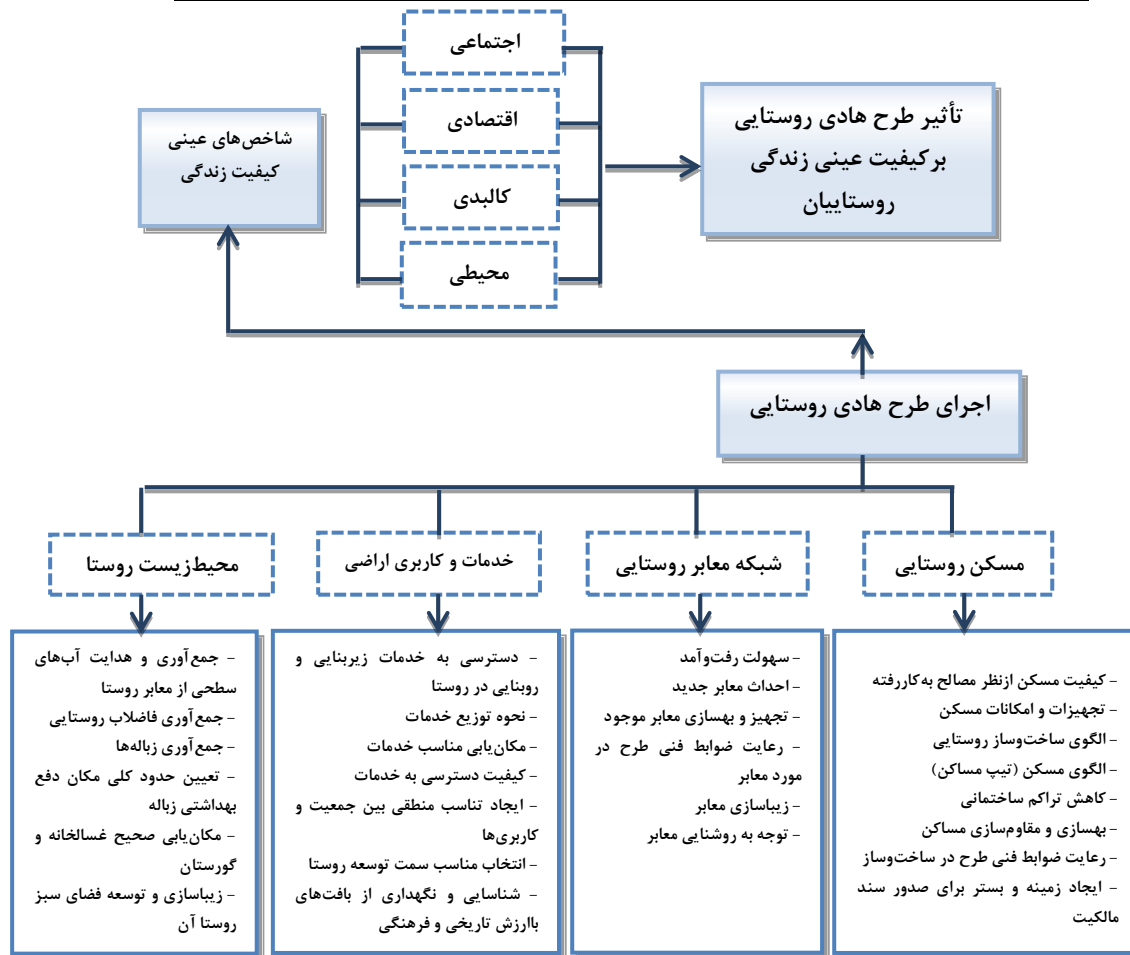 اجتماعی
اقتصادی
کالبدی
محیطی
تأثیر طرح هادی روستایی
برکیفیت عینی زندگی
روستاییان
شاخص‌های عینی
کیفیت زندگی
اجرای طرح هادی روستایی
مسکن روستایی
شبکه معابر روستایی
خدمات و کاربری اراضی
محیط‌زیست روستا
- کیفیت مسکن ازنظر مصالح به‌کاررفته
- تجهیزات و امکانات مسکن
- الگوی ساخت‌وساز روستایی
- الگوی مسکن (تیپ مساکن)
- کاهش تراکم ساختمانی
- بهسازی و مقاوم‌سازی مساکن
- رعایت ضوابط فنی طرح در ساخت‌وساز
- ایجاد زمینه و بستر برای صدور سند
مالکیت
- سهولت رفت‌وآمد
- احداث معابر جدید
- تجهیز و بهسازی معابر موجود
- رعایت ضوابط فنی طرح در
مورد معابر
- زیباسازی معابر
- توجه به روشنایی معابر
- دسترسی به خدمات زیربنایی و
روبنایی در روستا
- نحوه توزیع خدمات
- مکان‌یابی مناسب خدمات
- کیفیت دسترسی به خدمات
- ایجاد تناسب منطقی بین جمعیت و
کاربری‌ها
- انتخاب مناسب سمت توسعه روستا
- شناسایی و نگهداری از بافت‌های
باارزش تاریخی و فرهنگی
- جمع‌آوری و هدایت آب‌های
سطحی از معابر روستا
- جمع‌آوری فاضلاب روستایی
- جمع‌آوری زباله‌ها
- تعیین حدود کلی مکان دفع
بهداشتی زباله
- مکان‌یابی صحیح غسالخانه و
گورستان
- زیباسازی و توسعه فضای سبز
روستا آن